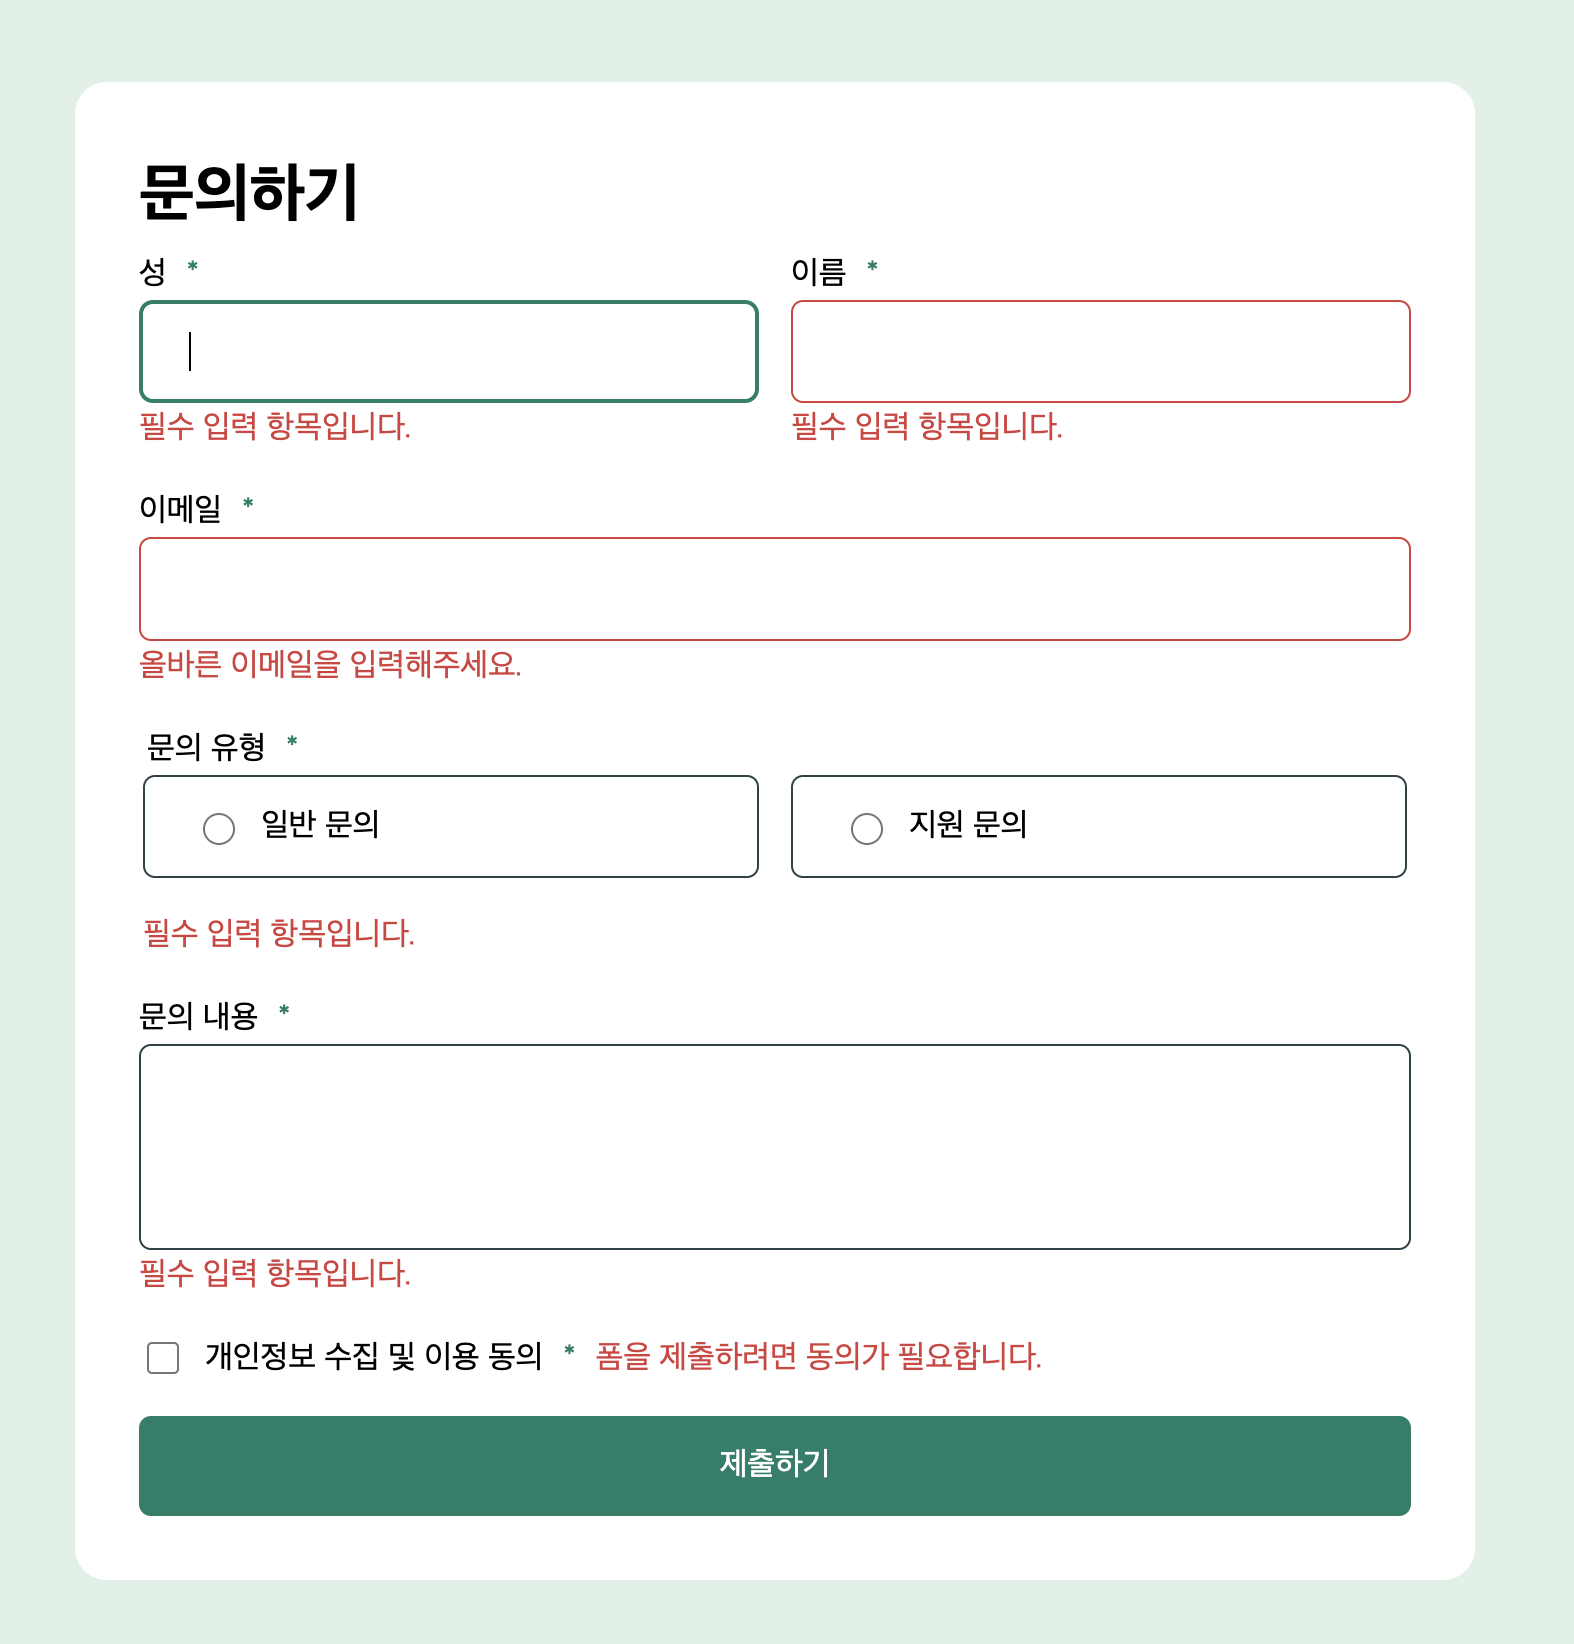 문의하기
성 *
이름 *
필수 입력 항목입니다.
필수 입력 항목입니다.
이메일 *
올바른 이메일을 입력해주세요.
문의 유형 *
일반 문의
지원 문의
필수 입력 항목입니다.
문의 내용 *
필수 입력 항목입니다.
개인정보 수집 및 이용 동의 * 폼을 제출하려면 동의가 필요합니다.
제출하기